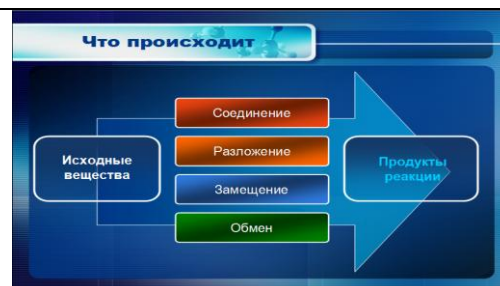 Что происходит
Соединение
Исходные
вещества
Разложение
Замещение
Обмен
Продукты
реакции